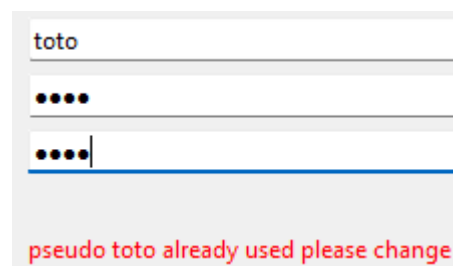 toto
••••
••••
pseudo toto already used please change